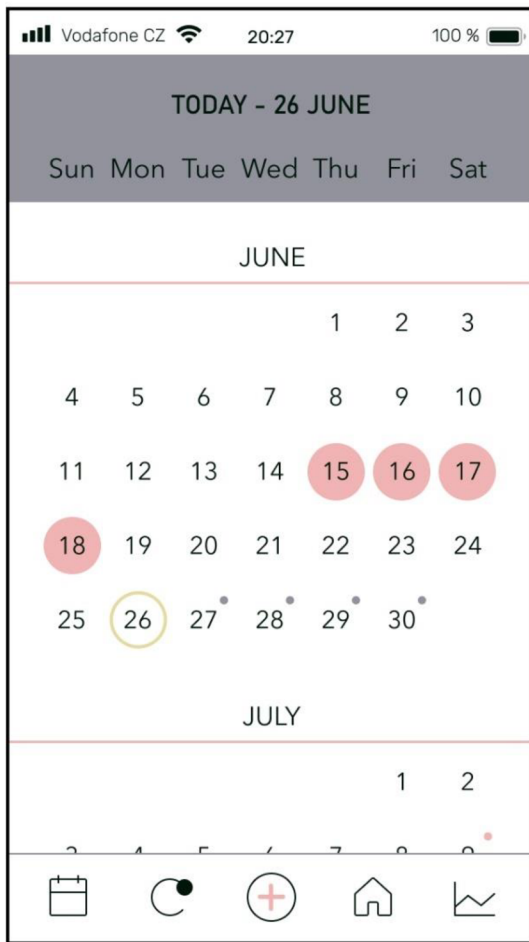 Vodafone CZ 20:27 100 %
TODAY - 26 JUNE
Sun Mon Tue Wed Thu Fri Sat
JUNE
1 2 3
4 5 6 7 8 9 10
11 12 13 14 15 16 17
18 19 20 21 22 23 24
25 26 27 28 29 30
JULY
1 2